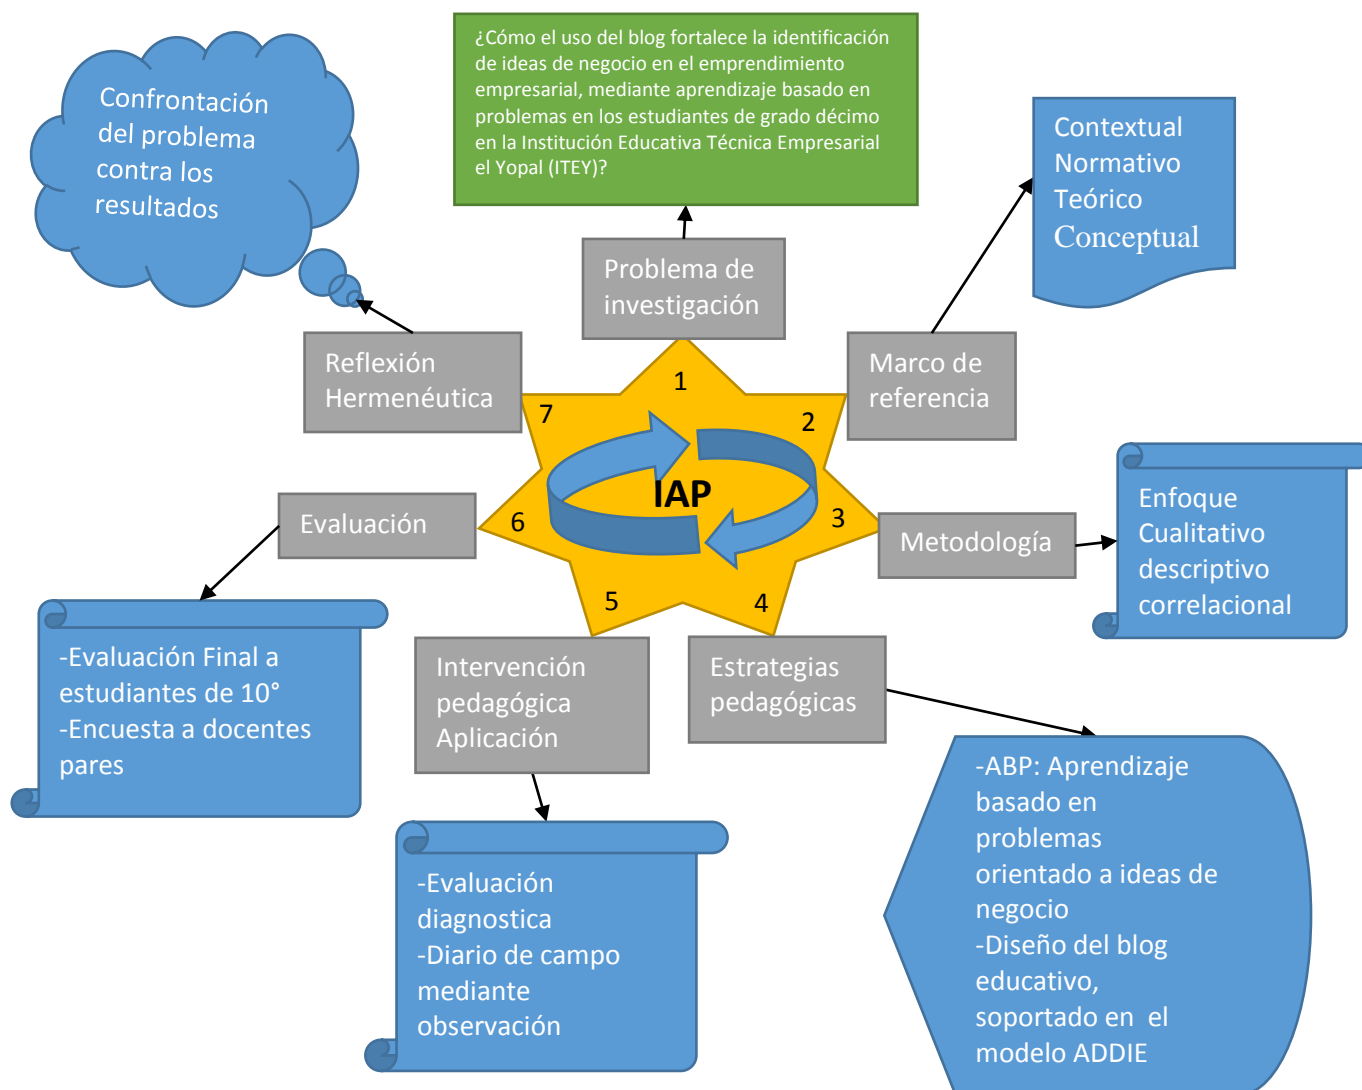 ¿Cómo el uso del blog fortalece la identificación
de ideas de negocio en el emprendimiento
empresarial, mediante aprendizaje basado en
problemas en los estudiantes de grado décimo
en la Institución Educativa Técnica Empresarial
el Yopal (ITEY)?
Confrontación
del problema
contra los
resultados
Contextual
Normativo
Teórico
Conceptual
Problema de
investigación
Reflexión
Hermenéutica
Marco de
referencia
1
2
3
4
5
6
7
IAP
Evaluación
Metodología
Enfoque
Cualitativo
descriptivo
correlacional
-Evaluación Final a
estudiantes de 10°
-Encuesta a docentes
pares
Intervención
pedagógica
Aplicación
Estrategias
pedagógicas
-Evaluación
diagnostica
-Diario de campo
mediante
observación
-ABP: Aprendizaje
basado en
problemas
orientado a ideas de
negocio
-Diseño del blog
educativo,
soportado en  el
modelo ADDIE